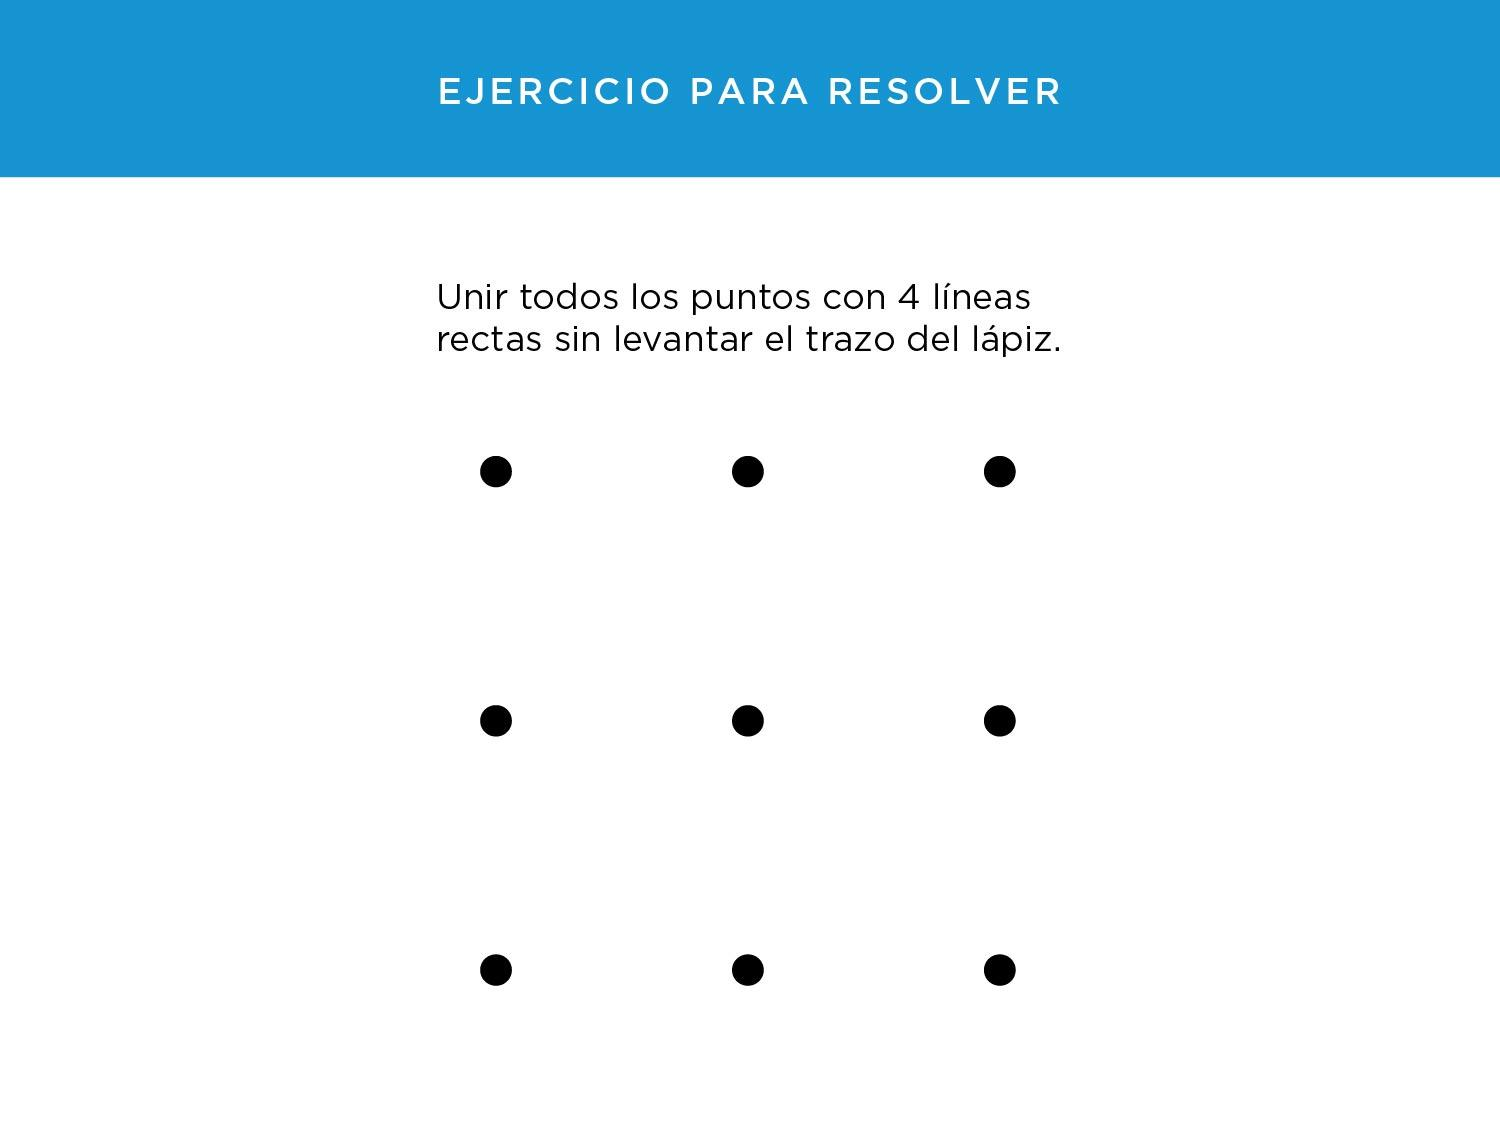 EJERCICIO PARA RESOLVER
Unir todos los puntos con 4 líneas
rectas sin levantar el trazo del lápiz.